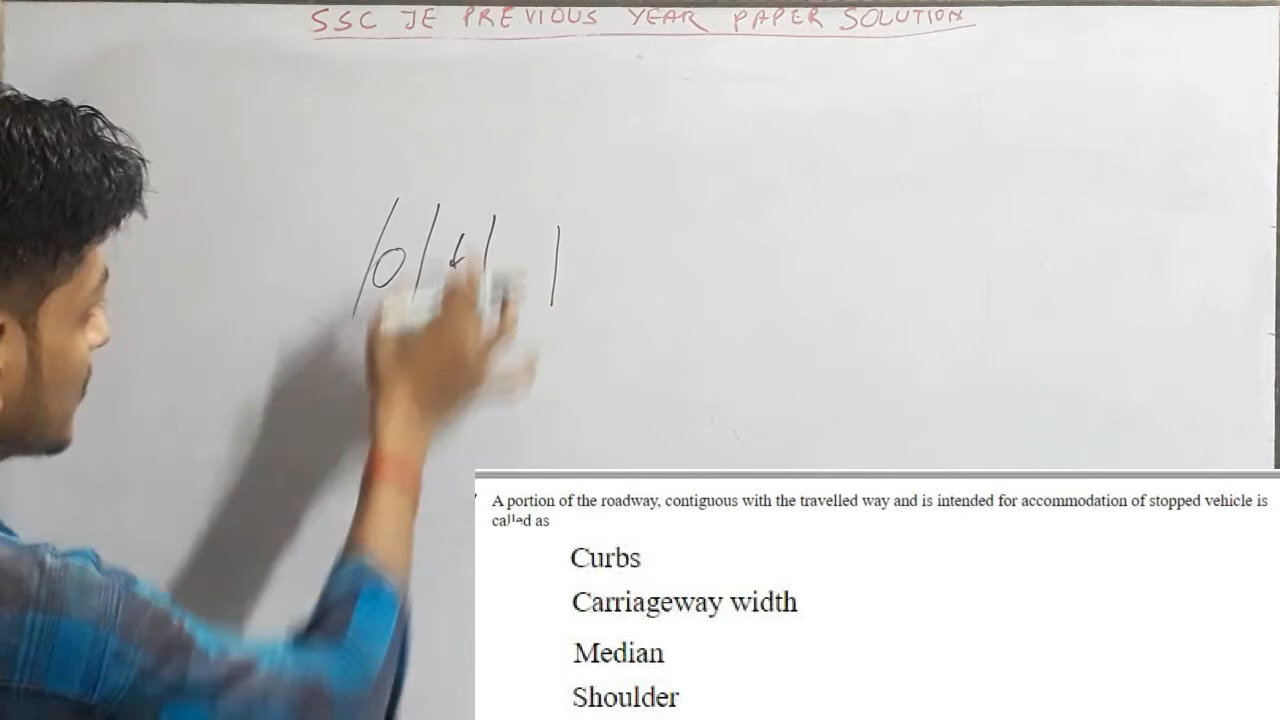 SSC JE PREVIOUS YEAR PAPER SOLUTION
A portion of the roadway, contiguous with the travelled way and is intended for accommodation of stopped vehicle is
called as
Curbs
Carriageway width
Median
Shoulder